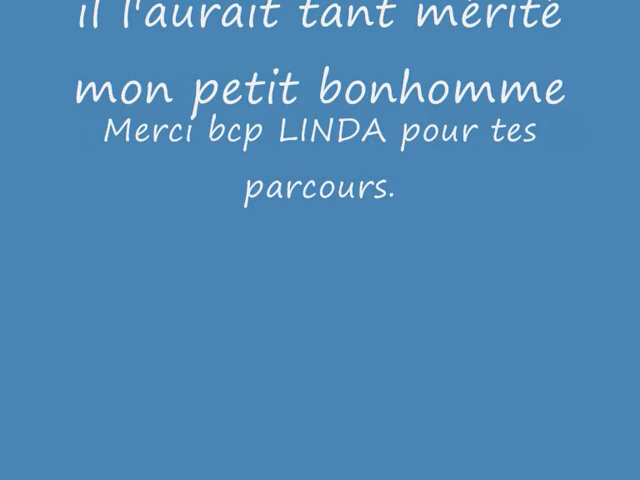 il l'aurait tant mérité
mon petit bonhomme
Merci bcp LINDA pour tes
parcours.